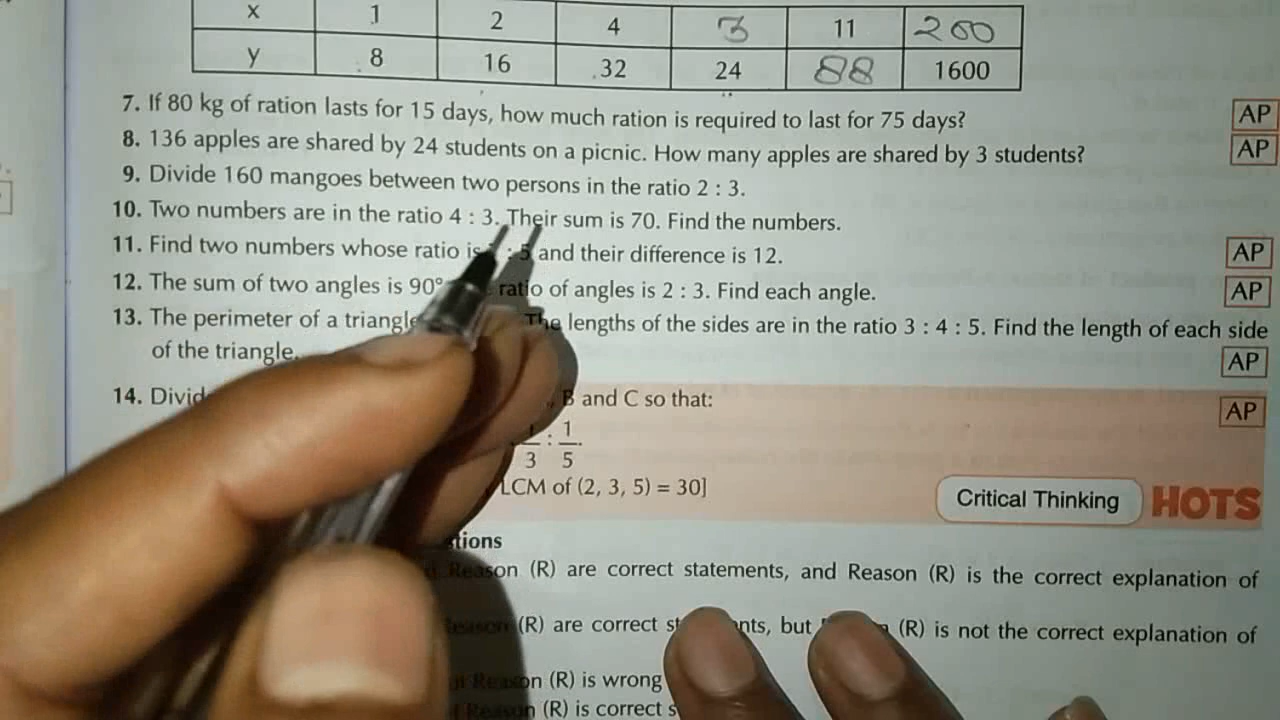 x 1 2 4 3 11 200
y 8 16 32 24 88 1600
7. If 80 kg of ration lasts for 15 days, how much ration is required to last for 75 days? AP
8. 136 apples are shared by 24 students on a picnic. How many apples are shared by 3 students? AP
9. Divide 160 mangoes between two persons in the ratio 2 : 3.
10. Two numbers are in the ratio 4 : 3. Their sum is 70. Find the numbers.
11. Find two numbers whose ratio is : 5 and their difference is 12. AP
12. The sum of two angles is 90° ratio of angles is 2 : 3. Find each angle. AP
13. The perimeter of a triangle The lengths of the sides are in the ratio 3 : 4 : 5. Find the length of each side
of the triangle. AP
14. B and C so that: AP
1/3 : 1/5.
LCM of (2, 3, 5) = 30]
Critical Thinking HOTS
Reason (R) are correct statements, and Reason (R) is the correct explanation of
Reason (R) are correct but (R) is not the correct explanation of
Reason (R) is wrong
Reason (R) is correct